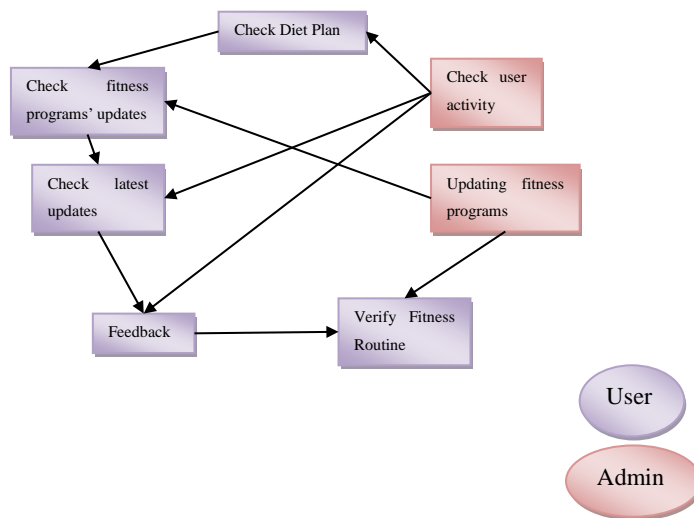 Check Diet Plan
Check fitness
programs’ updates
Check user
activity
Check latest
updates
Updating fitness
programs
Feedback
Verify Fitness
Routine
User
Admin